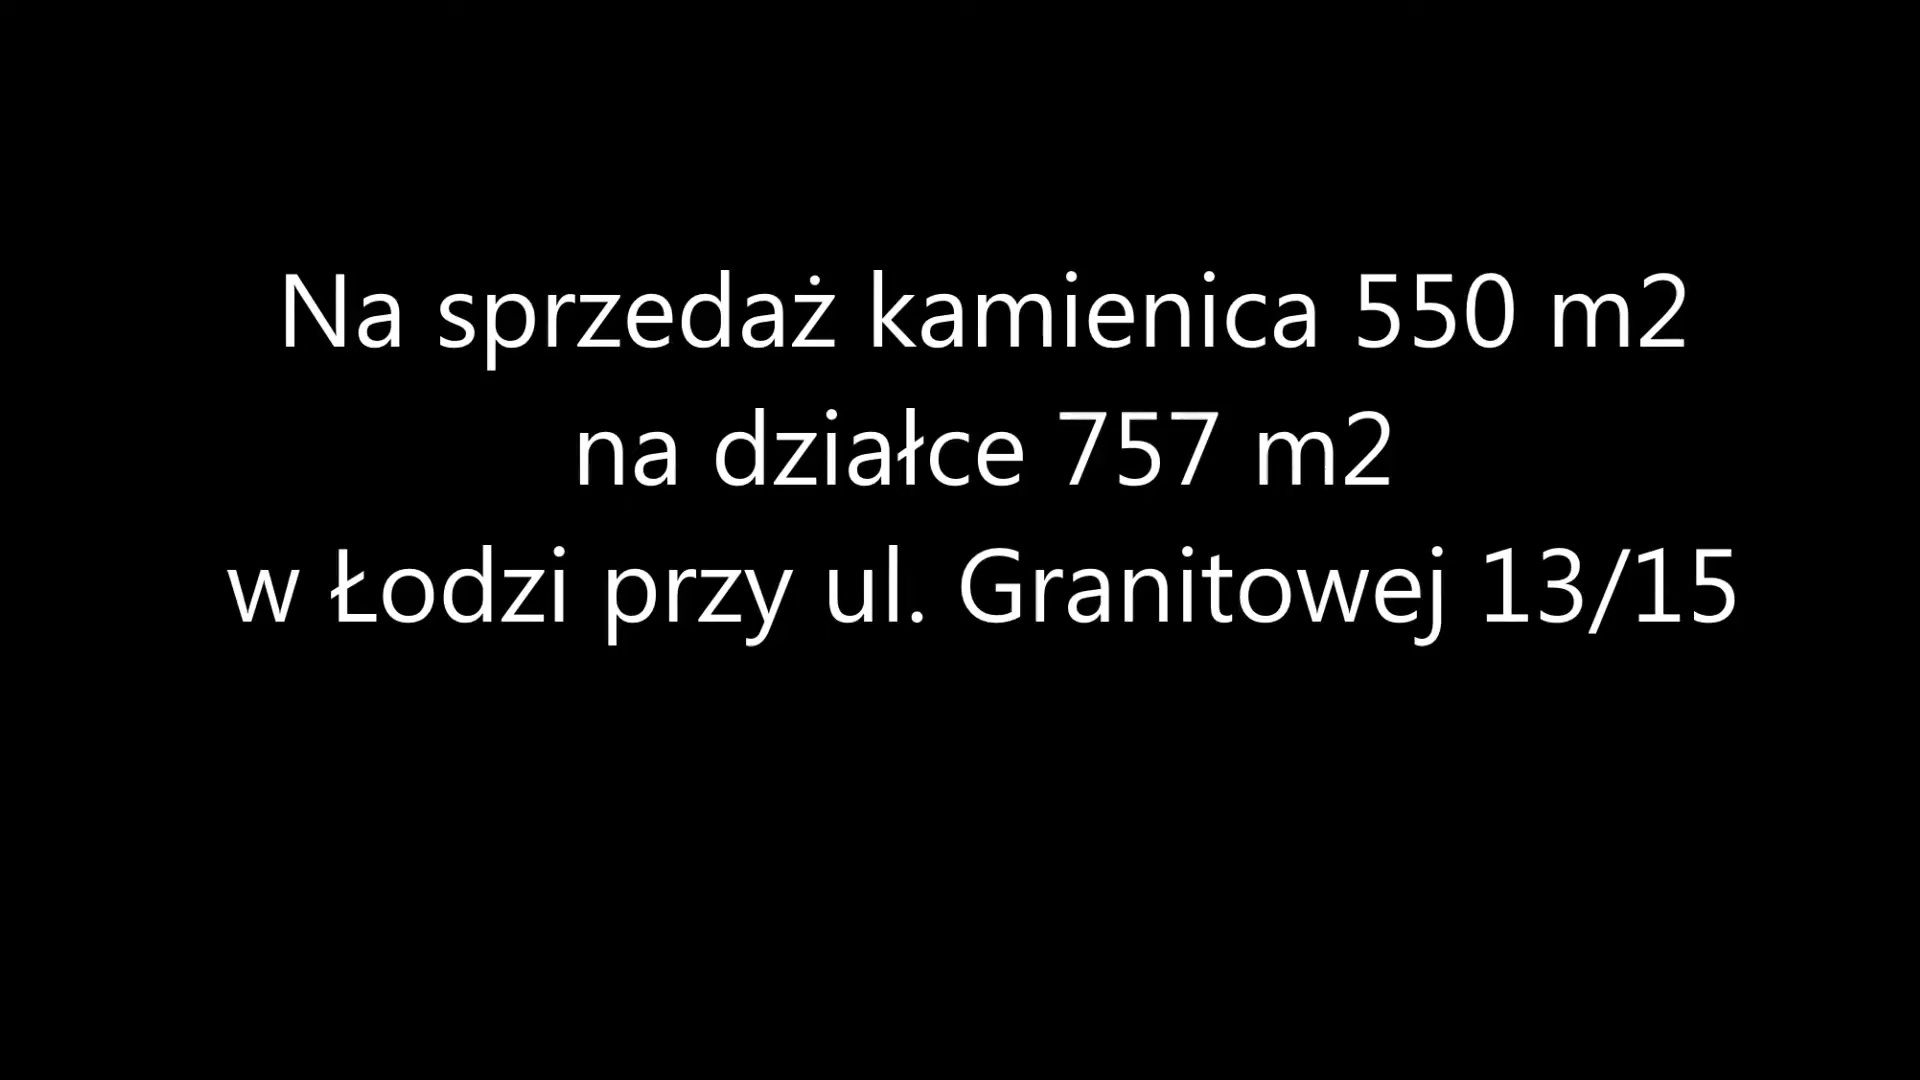 Na sprzedaż kamienica 550 m2
na działce 757 m2
w Łodzi przy ul. Granitowej 13/15